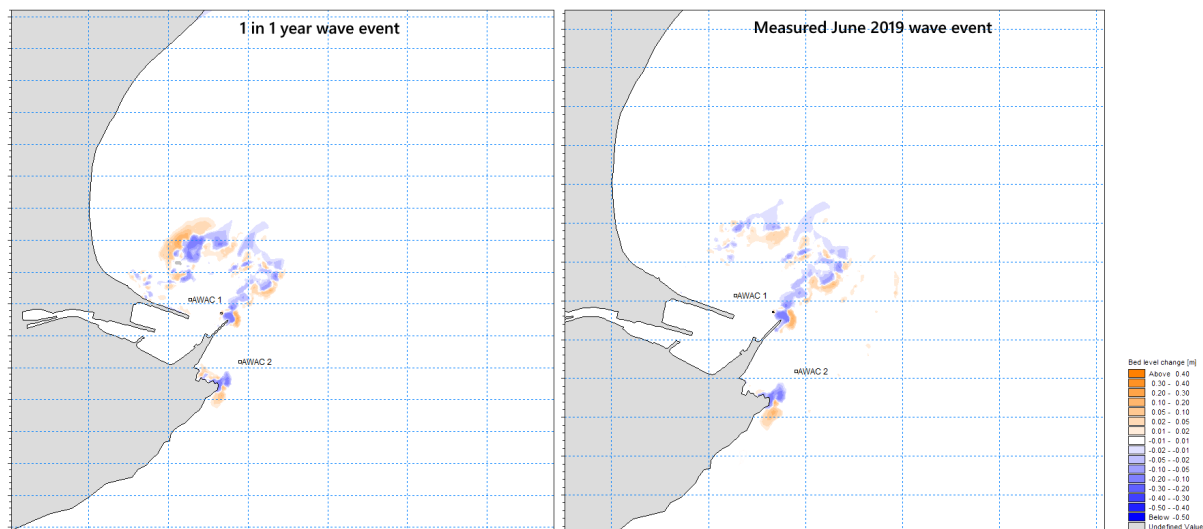 1 in 1 year wave event
Measured June 2019 wave event
AWAC 1
AWAC 2
AWAC 1
AWAC 2
Bed level change [m]
Above 0.40
0.30 - 0.40
0.20 - 0.30
0.10 - 0.20
0.05 - 0.10
0.02 - 0.05
0.01 - 0.02
-0.01 - 0.01
-0.02 - -0.01
-0.05 - -0.02
-0.10 - -0.05
-0.20 - -0.10
-0.30 - -0.20
-0.40 - -0.30
-0.50 - -0.40
Below -0.50
Undefined Value